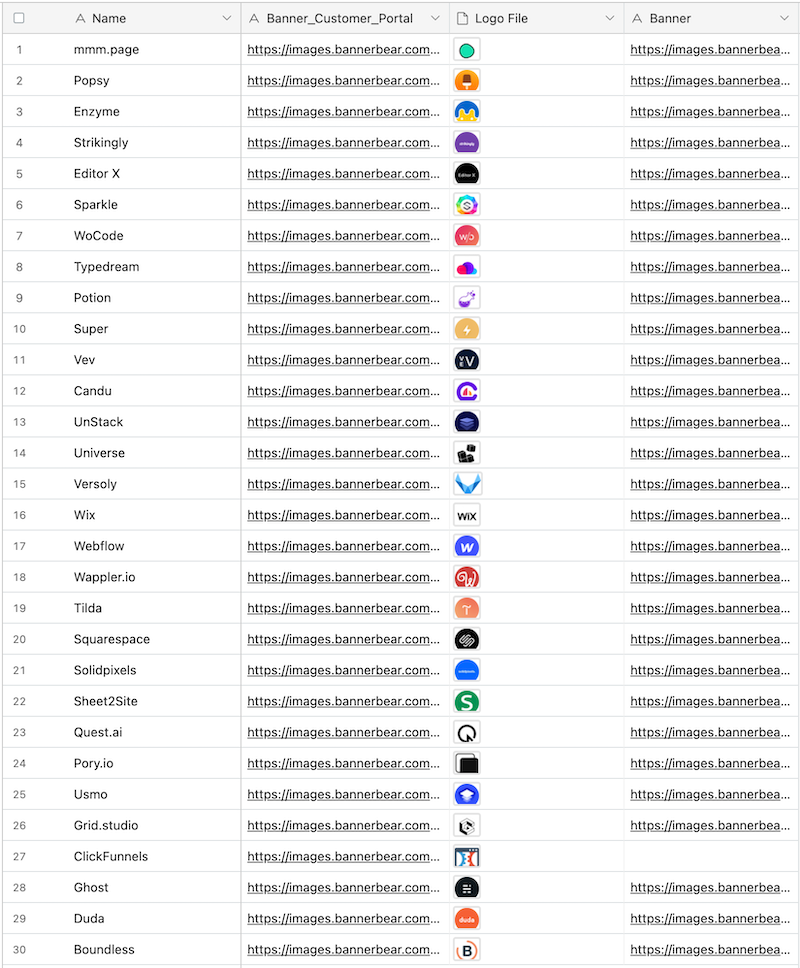 Name Banner_Customer_Portal Logo File Banner
1 mmm.page https://images.bannerbear.com... https://images.bannerbea...
2 Popsy https://images.bannerbear.com... https://images.bannerbea...
3 Enzyme https://images.bannerbear.com... https://images.bannerbea...
4 Strikingly https://images.bannerbear.com... strikingly https://images.bannerbea...
5 Editor X https://images.bannerbear.com... Editor X https://images.bannerbea...
6 Sparkle https://images.bannerbear.com... https://images.bannerbea...
7 WoCode https://images.bannerbear.com... w/o https://images.bannerbea...
8 Typedream https://images.bannerbear.com... https://images.bannerbea...
9 Potion https://images.bannerbear.com... https://images.bannerbea...
10 Super https://images.bannerbear.com... https://images.bannerbea...
11 Vev https://images.bannerbear.com... VEV https://images.bannerbea...
12 Candu https://images.bannerbear.com... https://images.bannerbea...
13 UnStack https://images.bannerbear.com... https://images.bannerbea...
14 Universe https://images.bannerbear.com... https://images.bannerbea...
15 Versoly https://images.bannerbear.com... https://images.bannerbea...
16 Wix https://images.bannerbear.com... WiX https://images.bannerbea...
17 Webflow https://images.bannerbear.com... w https://images.bannerbea...
18 Wappler.io https://images.bannerbear.com... W https://images.bannerbea...
19 Tilda https://images.bannerbear.com... T https://images.bannerbea...
20 Squarespace https://images.bannerbear.com... https://images.bannerbea...
21 Solidpixels https://images.bannerbear.com... https://images.bannerbea...
22 Sheet2Site https://images.bannerbear.com... S https://images.bannerbea...
23 Quest.ai https://images.bannerbear.com... https://images.bannerbea...
24 Pory.io https://images.bannerbear.com... https://images.bannerbea...
25 Usmo https://images.bannerbear.com... https://images.bannerbea...
26 Grid.studio https://images.bannerbear.com... https://images.bannerbea...
27 ClickFunnels https://images.bannerbear.com...
28 Ghost https://images.bannerbear.com... https://images.bannerbea...
29 Duda https://images.bannerbear.com... duda https://images.bannerbea...
30 Boundless https://images.bannerbear.com... B https://images.bannerbea...